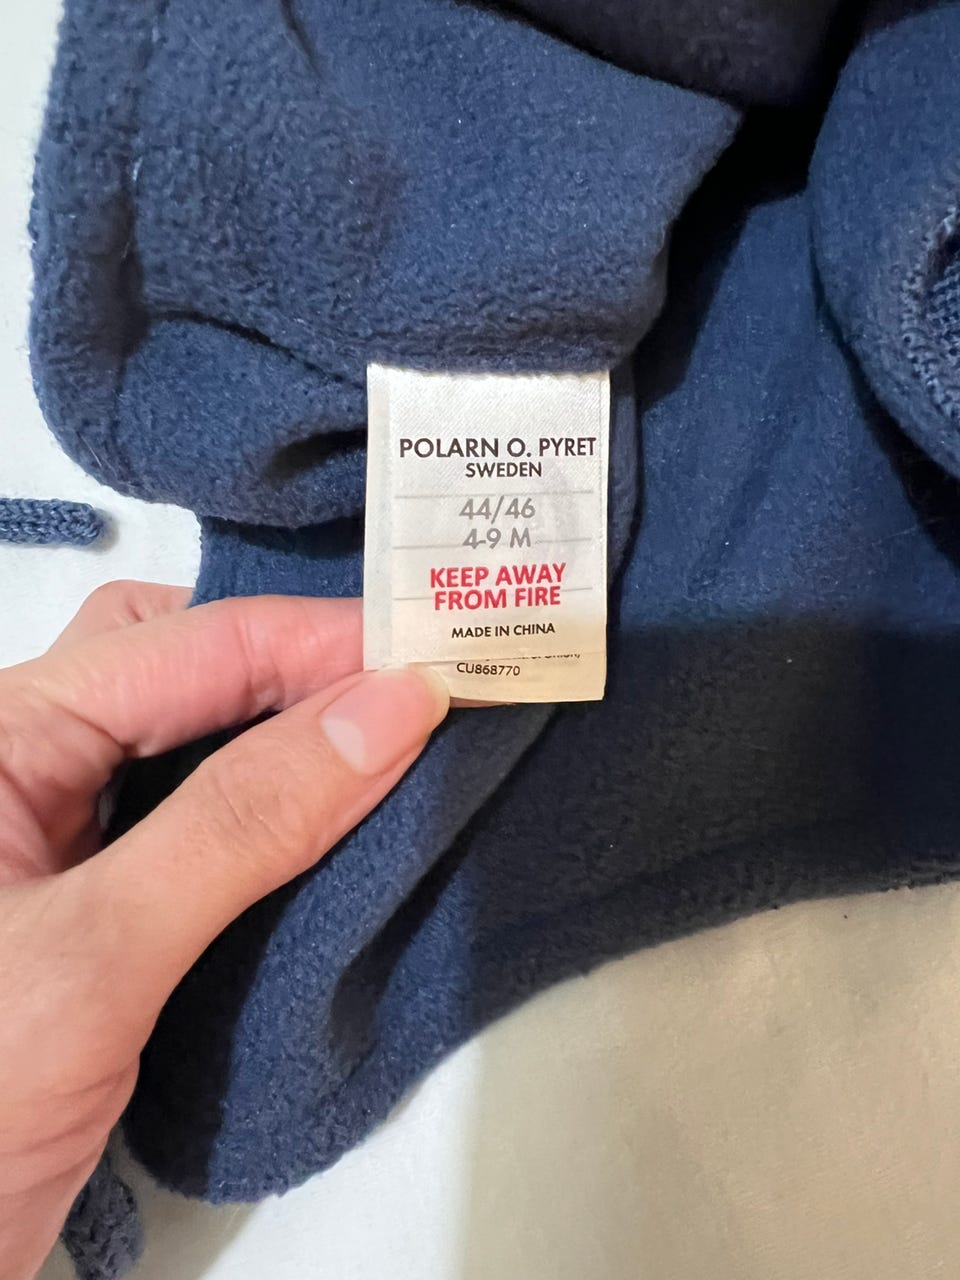 POLARN O. PYRET
SWEDEN
44/46
4-9 M
KEEP AWAY
FROM FIRE
MADE IN CHINA
CU868770